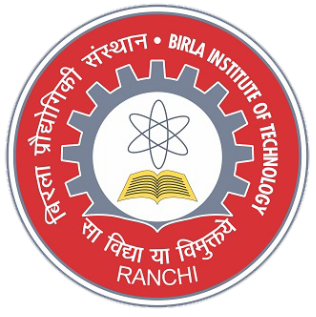 बिरला प्रौद्योगिकी संस्थान • BIRLA INSTITUTE OF TECHNOLOGY
सा विद्या या विमुक्तये
RANCHI